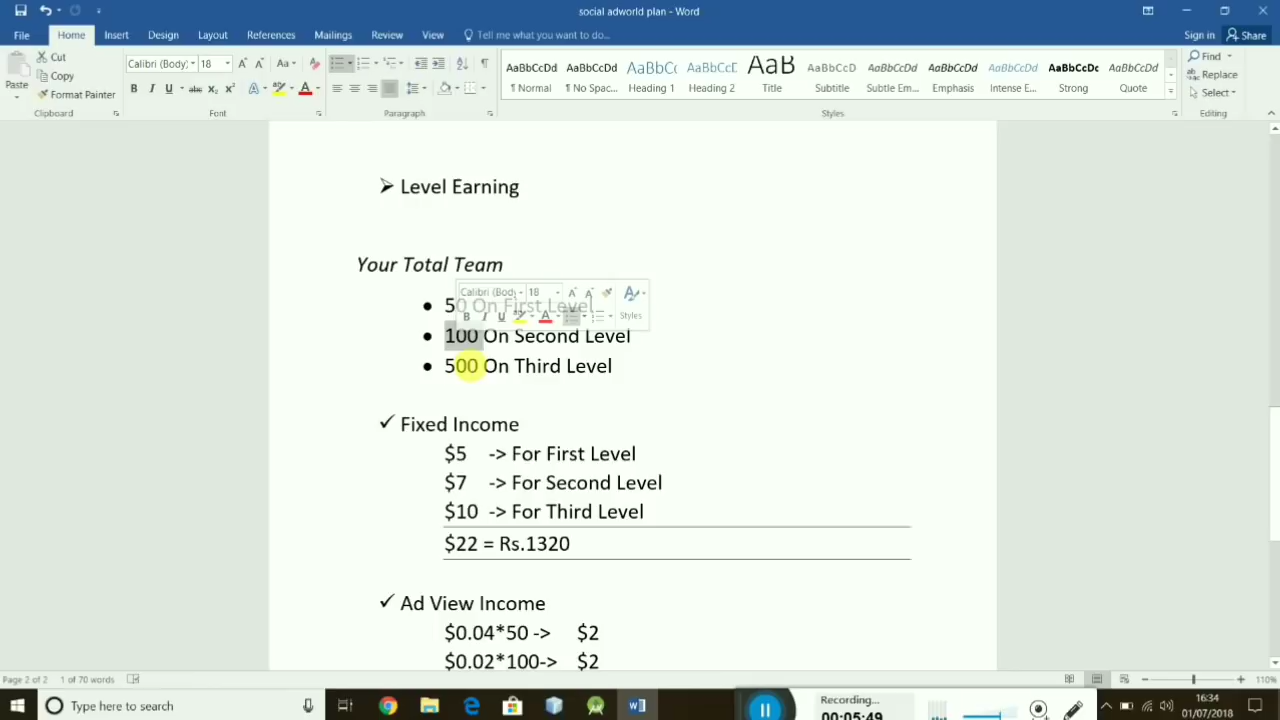 social adworld plan - Word
File Home Insert Design Layout References Mailings Review View Tell me what you want to do... Sign in Share
Paste Cut Copy Format Painter
Calibri (Body) 18 Aa
AaBbCcDd AaBbCcDd AaBbCc AaBbCcD AaB AaBbCcD AaBbCcDd AaBbCcDd AaBbCcDd AaBbCcDc AaBbCcDd
¶ Normal ¶ No Spac... Heading 1 Heading 2 Title Subtitle Subtle Em... Emphasis Intense E... Strong Quote
Find Replace Select
Clipboard Font Paragraph Styles Editing
➤ Level Earning
Your Total Team
Calibri (Body) 18
• 50 On First Level
B I U A Styles
• 100 On Second Level
• 500 On Third Level
✓ Fixed Income
$5 -> For First Level
$7 -> For Second Level
$10 -> For Third Level
$22 = Rs.1320
✓ Ad View Income
$0.04*50 -> $2
$0.02*100-> $2
Page 2 of 2 1 of 70 words 110%
Type here to search
Recording...
00:05:49
16:34
01/07/2018